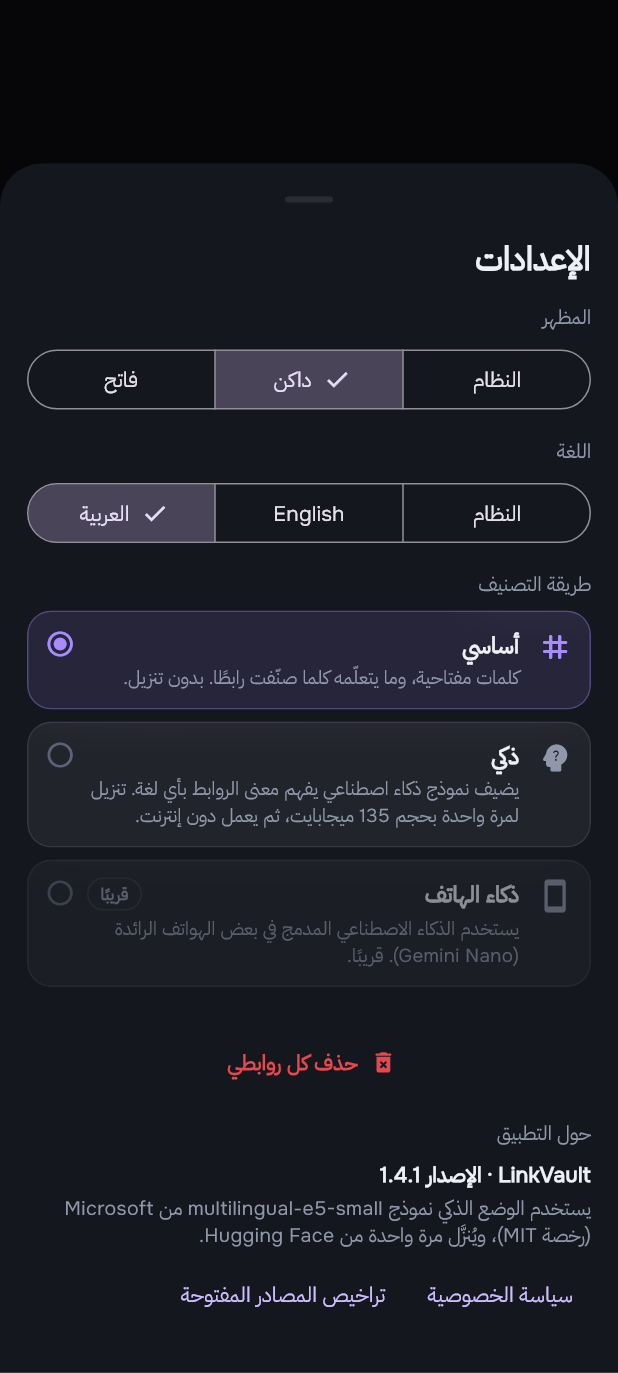 الإعدادات
المظهر
النظام
داكن
فاتح
اللغة
النظام
English
العربية
طريقة التصنيف
أساسي
كلمات مفتاحية، وما يتعلّمه كلما صنّفت رابطًا. بدون تنزيل.
ذكي
يضيف نموذج ذكاء اصطناعي يفهم معنى الروابط بأي لغة. تنزيل
لمرة واحدة بحجم 135 ميجابايت، ثم يعمل دون إنترنت.
ذكاء الهاتف
قريبًا
يستخدم الذكاء الاصطناعي المدمج في بعض الهواتف الرائدة
(Gemini Nano). قريبًا.
حذف كل روابطي
حول التطبيق
LinkVault · الإصدار 1.4.1
يستخدم الوضع الذكي نموذج multilingual-e5-small من Microsoft
(رخصة MIT)، ويُنزَّل مرة واحدة من Hugging Face.
سياسة الخصوصية
تراخيص المصادر المفتوحة